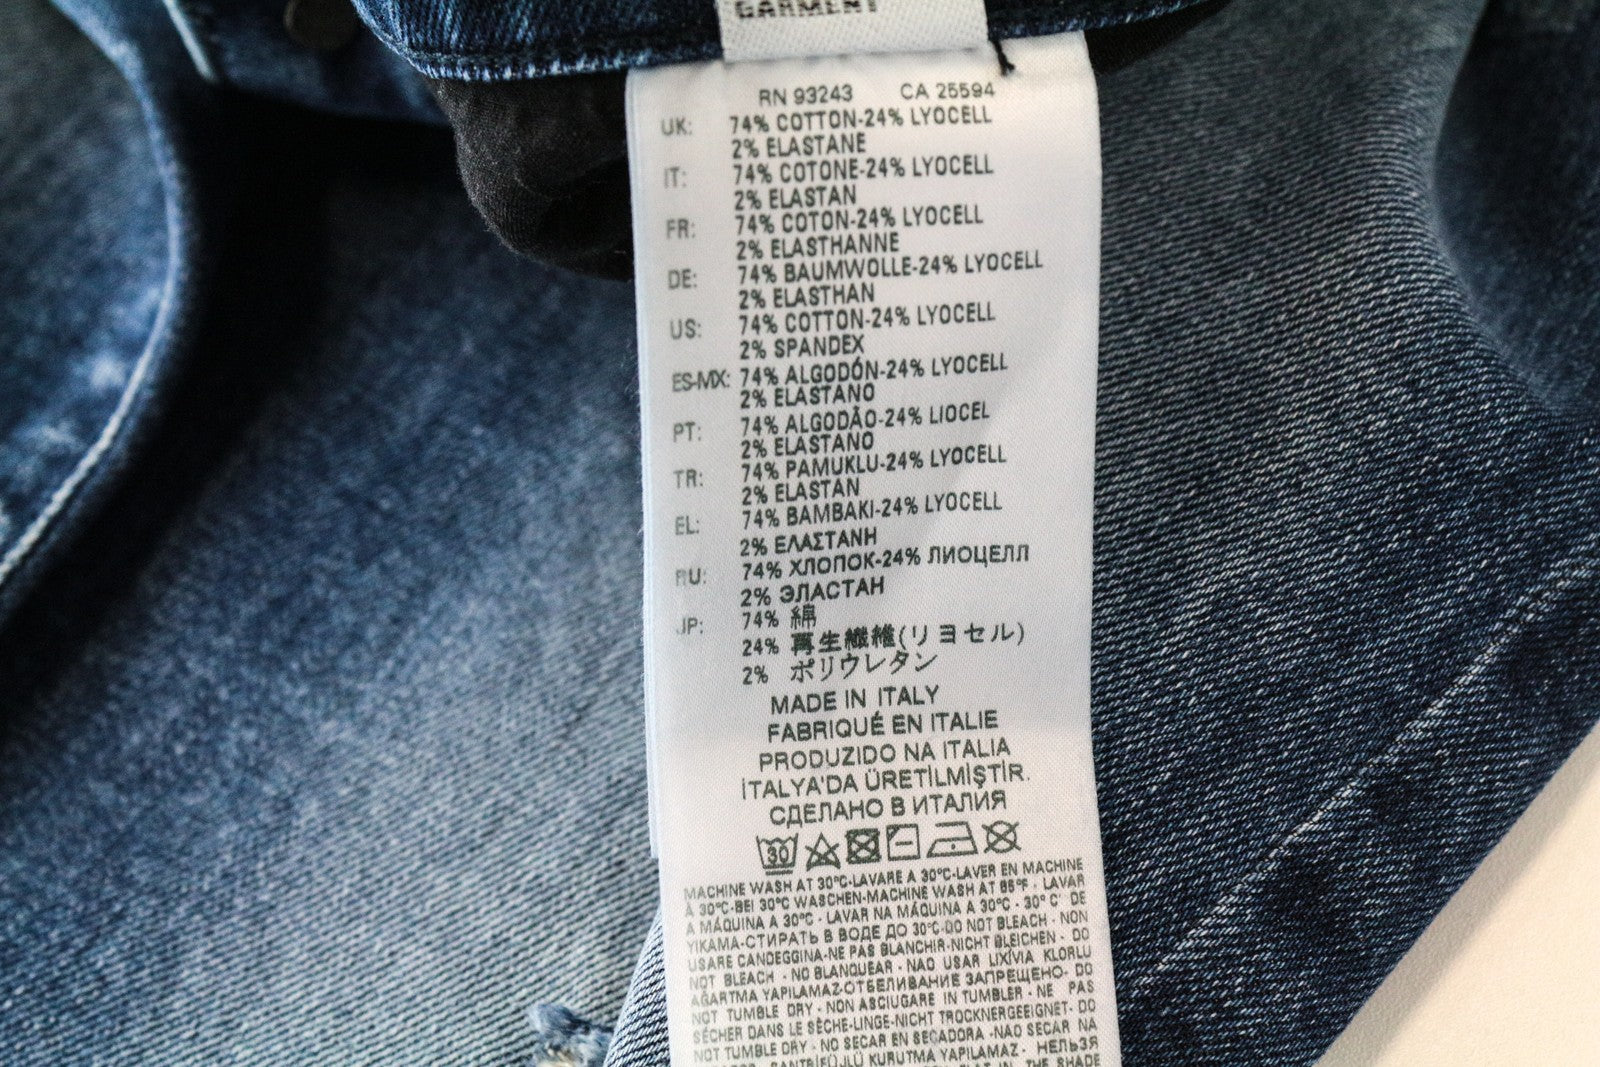 GARMENT
RN 93243 CA 25594
UK: 74% COTTON-24% LYOCELL
2% ELASTANE
IT: 74% COTONE-24% LYOCELL
2% ELASTAN
FR: 74% COTON-24% LYOCELL
2% ELASTHANNE
DE: 74% BAUMWOLLE-24% LYOCELL
2% ELASTHAN
US: 74% COTTON-24% LYOCELL
2% SPANDEX
ES-MX: 74% ALGODÓN-24% LYOCELL
2% ELASTANO
PT: 74% ALGODÃO-24% LIOCEL
2% ELASTANO
TR: 74% PAMUKLU-24% LYOCELL
2% ELASTAN
EL: 74% BAMBAKI-24% LYOCELL
2% ΕΛΑΣΤΑΝΗ
RU: 74% ХЛОПОК-24% ЛИОЦЕЛЛ
2% ЭЛАСТАН
JP: 74% 綿
24% 再生繊維(リヨセル)
2% ポリウレタン
MADE IN ITALY
FABRIQUÉ EN ITALIE
PRODUZIDO NA ITALIA
İTALYA'DA ÜRETİLMİŞTİR.
СДЕЛАНО В ИТАЛИЯ
30
MACHINE WASH AT 30°C-LAVARE A 30°C-LAVER EN MACHINE
À 30°C-BEI 30°C WASCHEN-MACHINE WASH AT 85°F - LAVAR
A MÁQUINA A 30°C - LAVAR NA MÁQUINA A 30°C - 30° C' DE
YIKAMA-СТИРАТЬ В ВОДЕ ДО 30°C-DO NOT BLEACH - NON
USARE CANDEGGINA-NE PAS BLANCHIR-NICHT BLEICHEN - DO
NOT BLEACH - NO BLANQUEAR - NAO USAR LIXÍVIA KLORLU
AĞARTMA YAPILAMAZ-ОТБЕЛИВАНИЕ ЗАПРЕЩЕНО- DO
NOT TUMBLE DRY - NON ASCIUGARE IN TUMBLER - NE PAS
SÉCHER DANS LE SÈCHE-LINGE-NICHT TROCKNERGEEIGNET- DO
NOT TUMBLE DRY - NO SECAR EN SECADORA -NAO SECAR NA
KURUTMA YAPILAMAZ - НЕЛЬЗЯ
FLAT IN THE SHADE